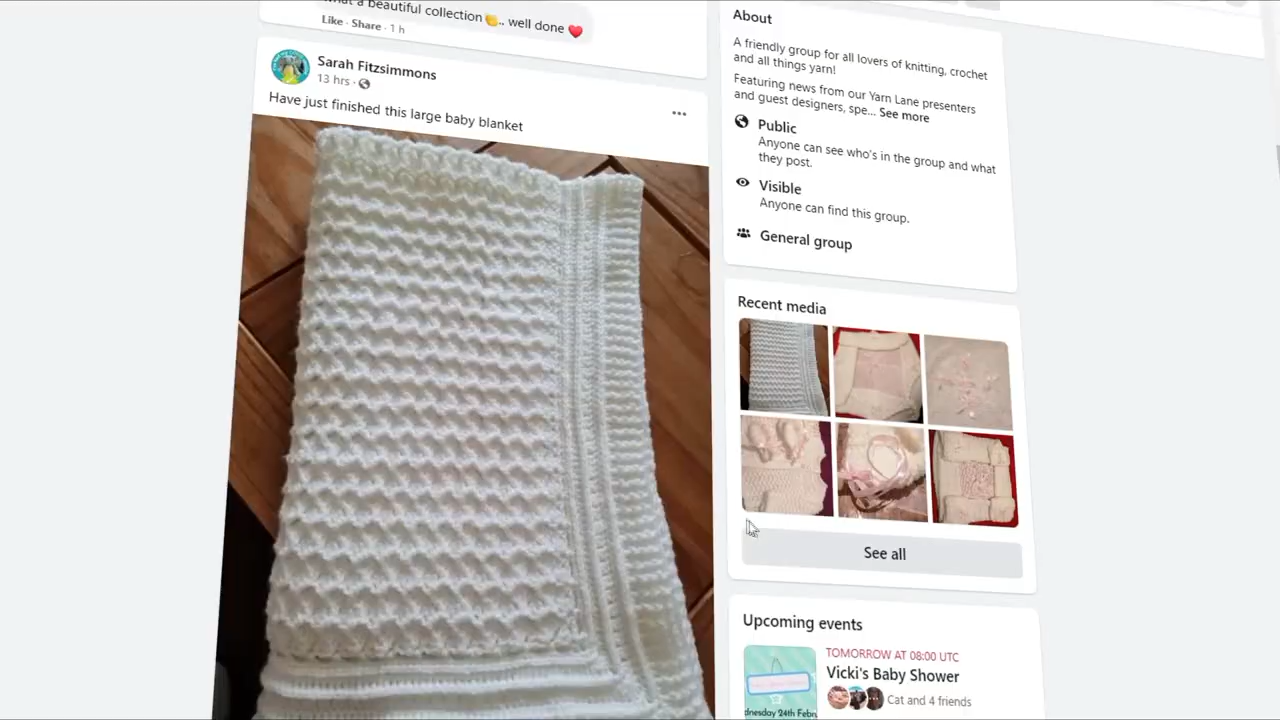 What a beautiful collection 👏.. well done ❤️
Like · Share · 1 h
Sarah Fitzsimmons
13 hrs ·
Have just finished this large baby blanket
About
A friendly group for all lovers of knitting, crochet
and all things yarn!
Featuring news from our Yarn Lane presenters
and guest designers, spe... See more
Public
Anyone can see who's in the group and what
they post.
Visible
Anyone can find this group.
General group
Recent media
See all
Upcoming events
TOMORROW AT 08:00 UTC
Vicki's Baby Shower
Cat and 4 friends
dnesday 24th Febru